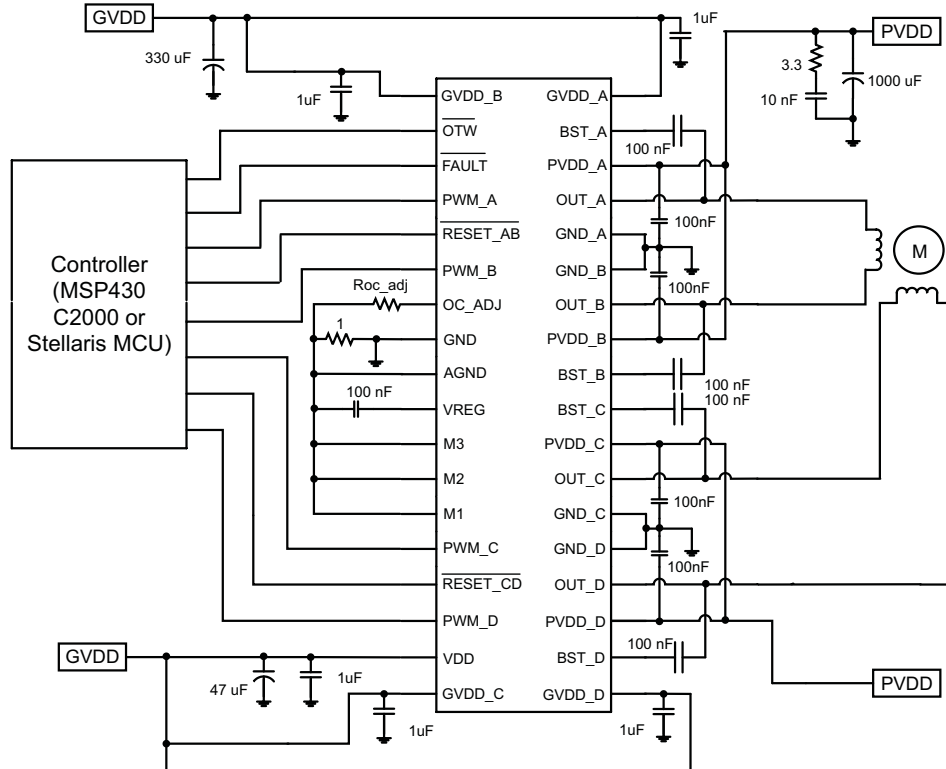 GVDD
330 uF
1uF
1uF
PVDD
3.3
10 nF
1000 uF
Controller
(MSP430
C2000 or
Stellaris MCU)
GVDD_B
OTW
FAULT
PWM_A
RESET_AB
PWM_B
Roc_adj
OC_ADJ
1
GND
AGND
100 nF
VREG
M3
M2
M1
PWM_C
RESET_CD
PWM_D
VDD
GVDD_C
GVDD_A
BST_A
100 nF
PVDD_A
OUT_A
100nF
GND_A
GND_B
100nF
OUT_B
PVDD_B
BST_B
100 nF
100 nF
BST_C
PVDD_C
OUT_C
100nF
GND_C
GND_D
100nF
OUT_D
PVDD_D
100 nF
BST_D
GVDD_D
M
GVDD
47 uF
1uF
1uF
1uF
PVDD